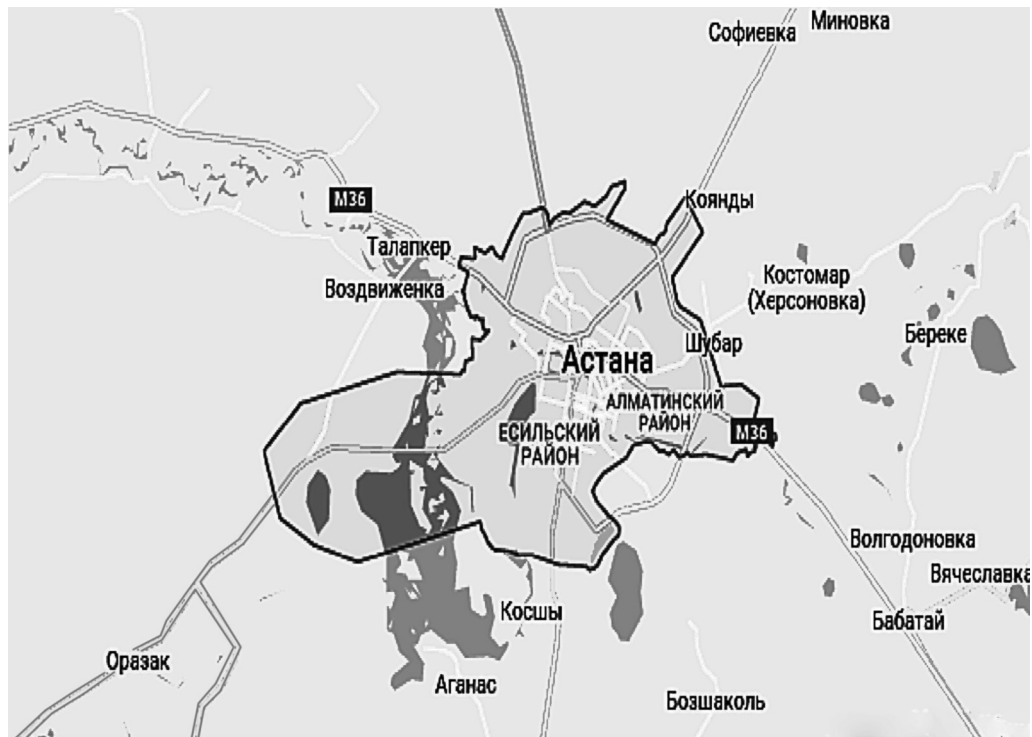 Миновка
Софиевка
М36
Коянды
Талапкер
Воздвиженка
Костомар
(Херсоновка)
Береке
Шубар
Астана
АЛМАТИНСКИЙ
РАЙОН
ЕСИЛЬСКИЙ
РАЙОН
М36
Волгодоновка
Вячеславка
Бабатай
Косшы
Оразак
Аганас
Бозшаколь